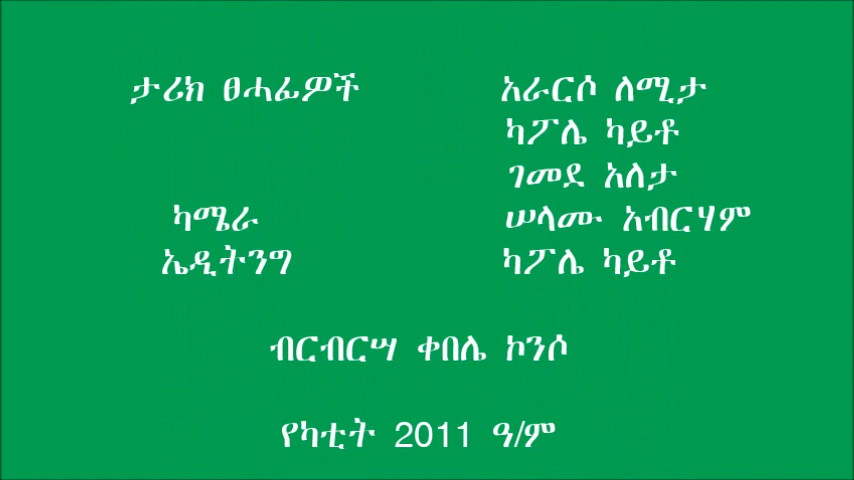 ታሪክ ፀሓፊዎች አራርሶ ለሚታ
ካፖሌ ካይቶ
ገመደ አለታ
ካሜራ ሠላሙ አብርሃም
ኤዲትንግ ካፖሌ ካይቶ
ብርብርሣ ቀበሌ ኮንሶ
የካቲት 2011 ዓ/ም